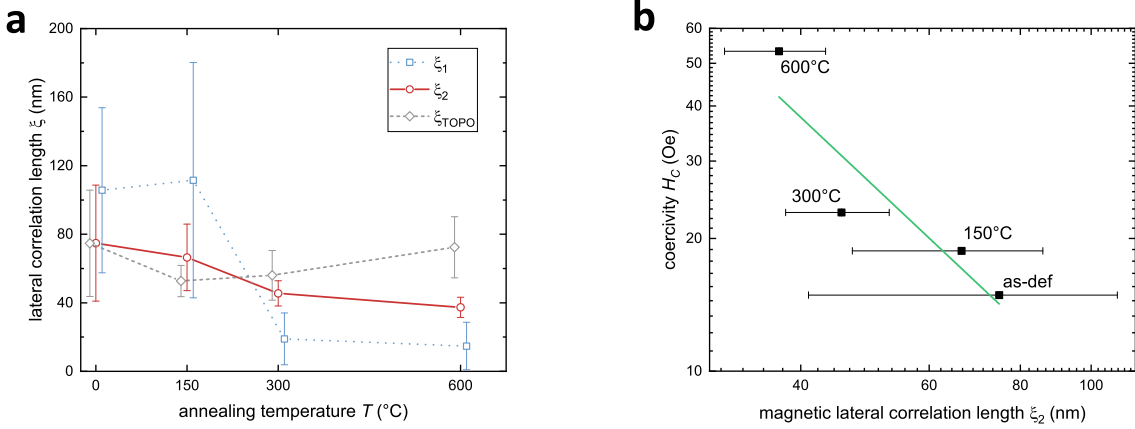 a
200
160
120
80
40
0
0
150
300
600
lateral correlation length ξ (nm)
annealing temperature T (°C)
ξ1
ξ2
ξTOPO
b
60
50
40
30
20
10
40
60
80
100
coercivity HC (Oe)
magnetic lateral correlation length ξ2 (nm)
600°C
300°C
150°C
as-def